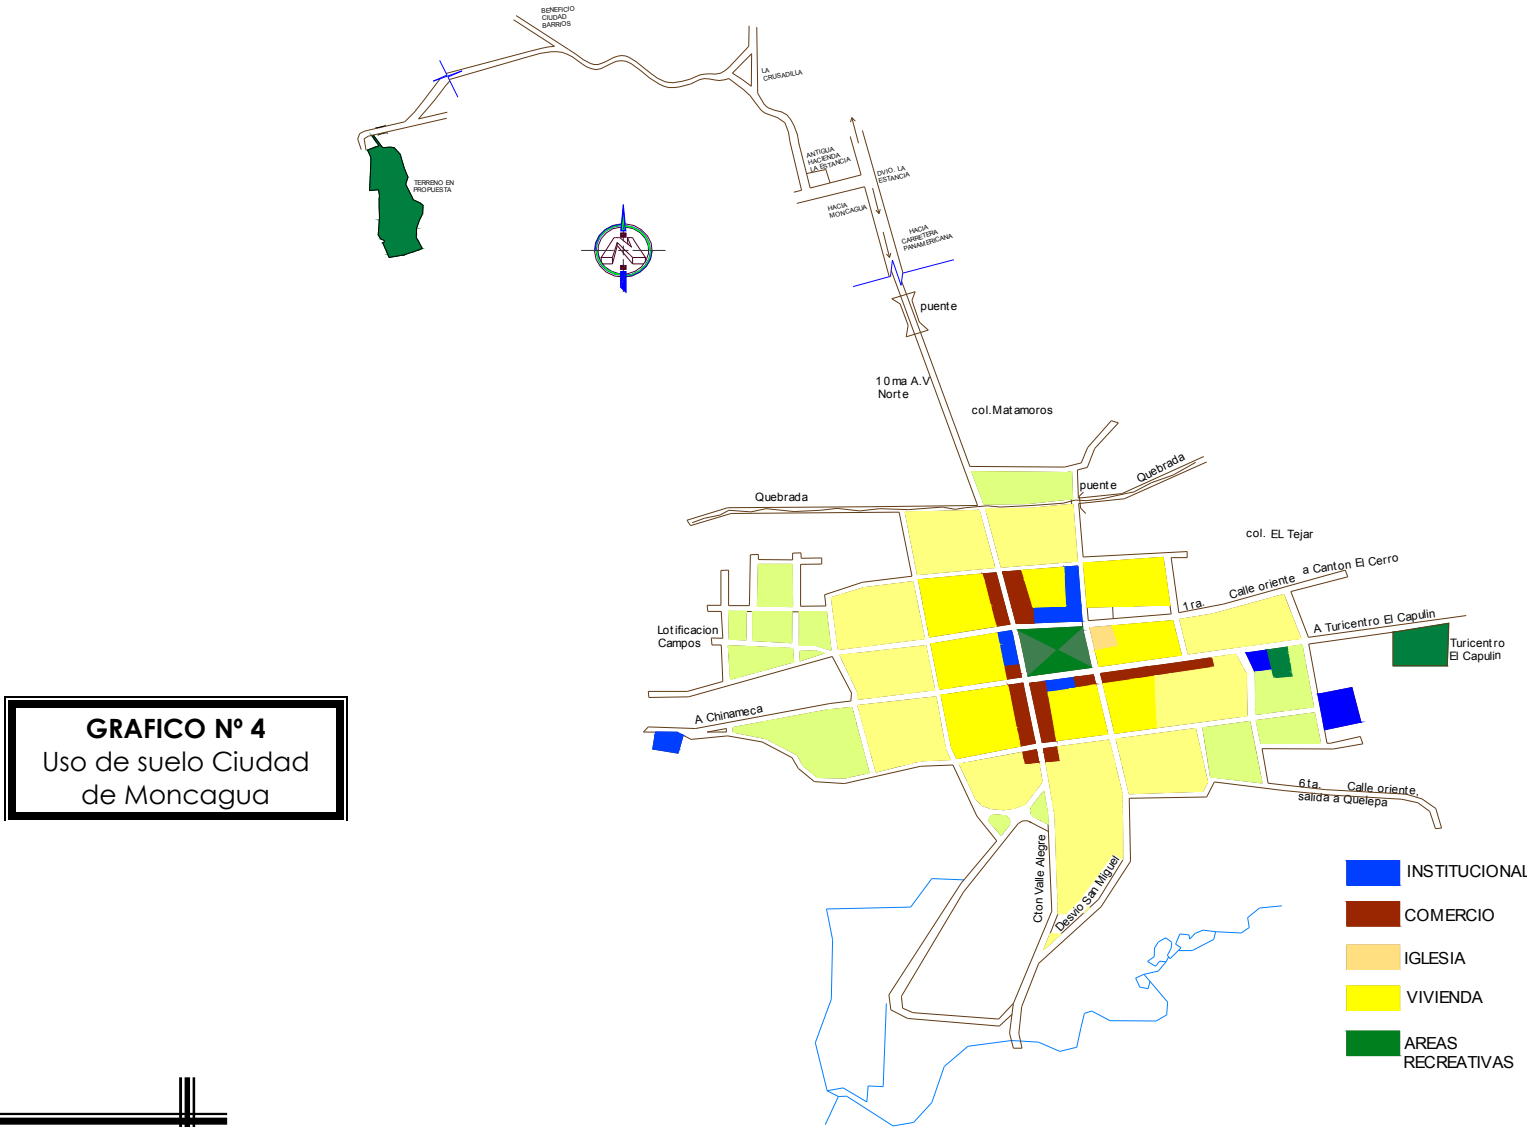 BENEFICIO
CIUDAD
BARRIOS
LA
CRUSADILLA
ANTIGUA
HACIENDA
LA ESTANCIA
DVIO. LA
ESTANCIA
TERRENO EN
PROPUESTA
HACIA
MONCAGUA
HACIA
CARRETERA
PANAMERICANA
puente
10ma A.V
Norte
col.Matamoros
Quebrada
puente
Quebrada
col. EL Tejar
a Canton El Cerro
1ra. Calle oriente
A Turicentro El Capulin
Lotificacion
Campos
Turicentro
El Capulin
A Chinameca
GRAFICO Nº 4
Uso de suelo Ciudad
de Moncagua
6ta. Calle oriente,
salida a Quelepa
Cton Valle Alegre
Desvio San Miguel
INSTITUCIONAL
COMERCIO
IGLESIA
VIVIENDA
AREAS
RECREATIVAS